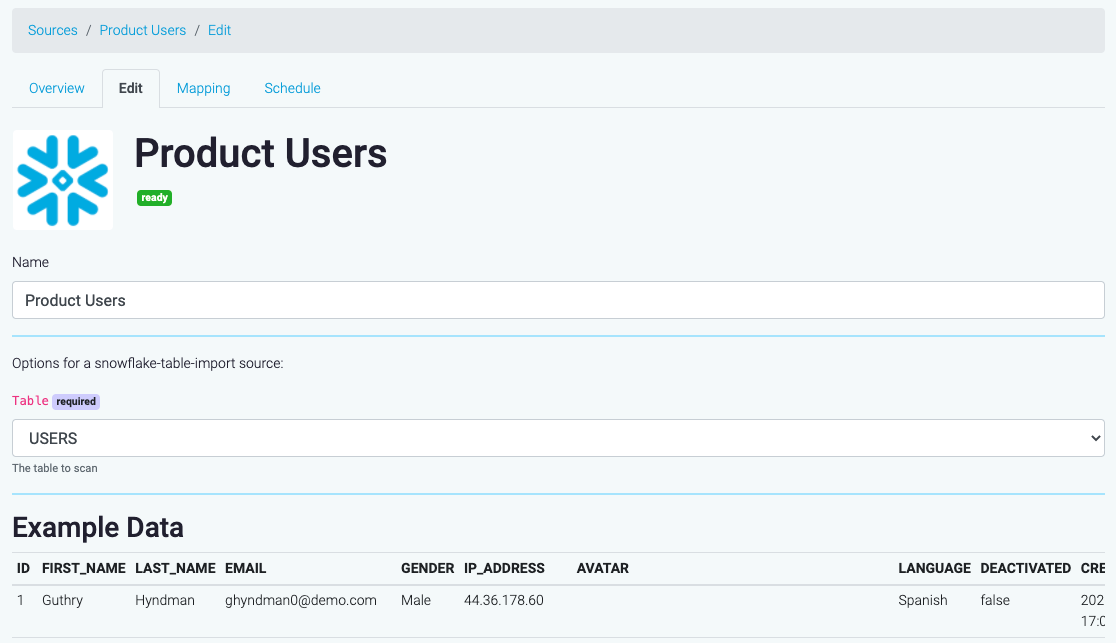 Sources / Product Users / Edit
Overview Edit Mapping Schedule
Product Users
ready
Name
Product Users
Options for a snowflake-table-import source:
Table required
USERS
The table to scan
Example Data
ID FIRST_NAME LAST_NAME EMAIL GENDER IP_ADDRESS AVATAR LANGUAGE DEACTIVATED CRE
1 Guthry Hyndman ghyndman0@demo.com Male 44.36.178.60 Spanish false 202
17:0